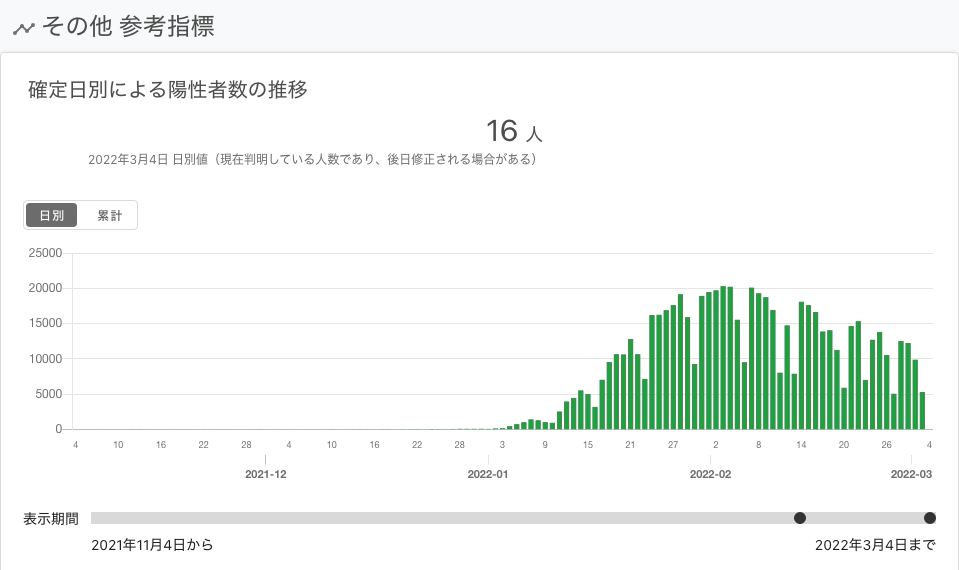 その他 参考指標
確定日別による陽性者数の推移
16 人
2022年3月4日 日別値（現在判明している人数であり、後日修正される場合がある）
日別 累計
25000
20000
15000
10000
5000
0
4 10 16 22 28 4 10 16 22 28 3 9 15 21 27 2 8 14 20 26 4
2021-12 2022-01 2022-02 2022-03
表示期間
2021年11月4日から 2022年3月4日まで